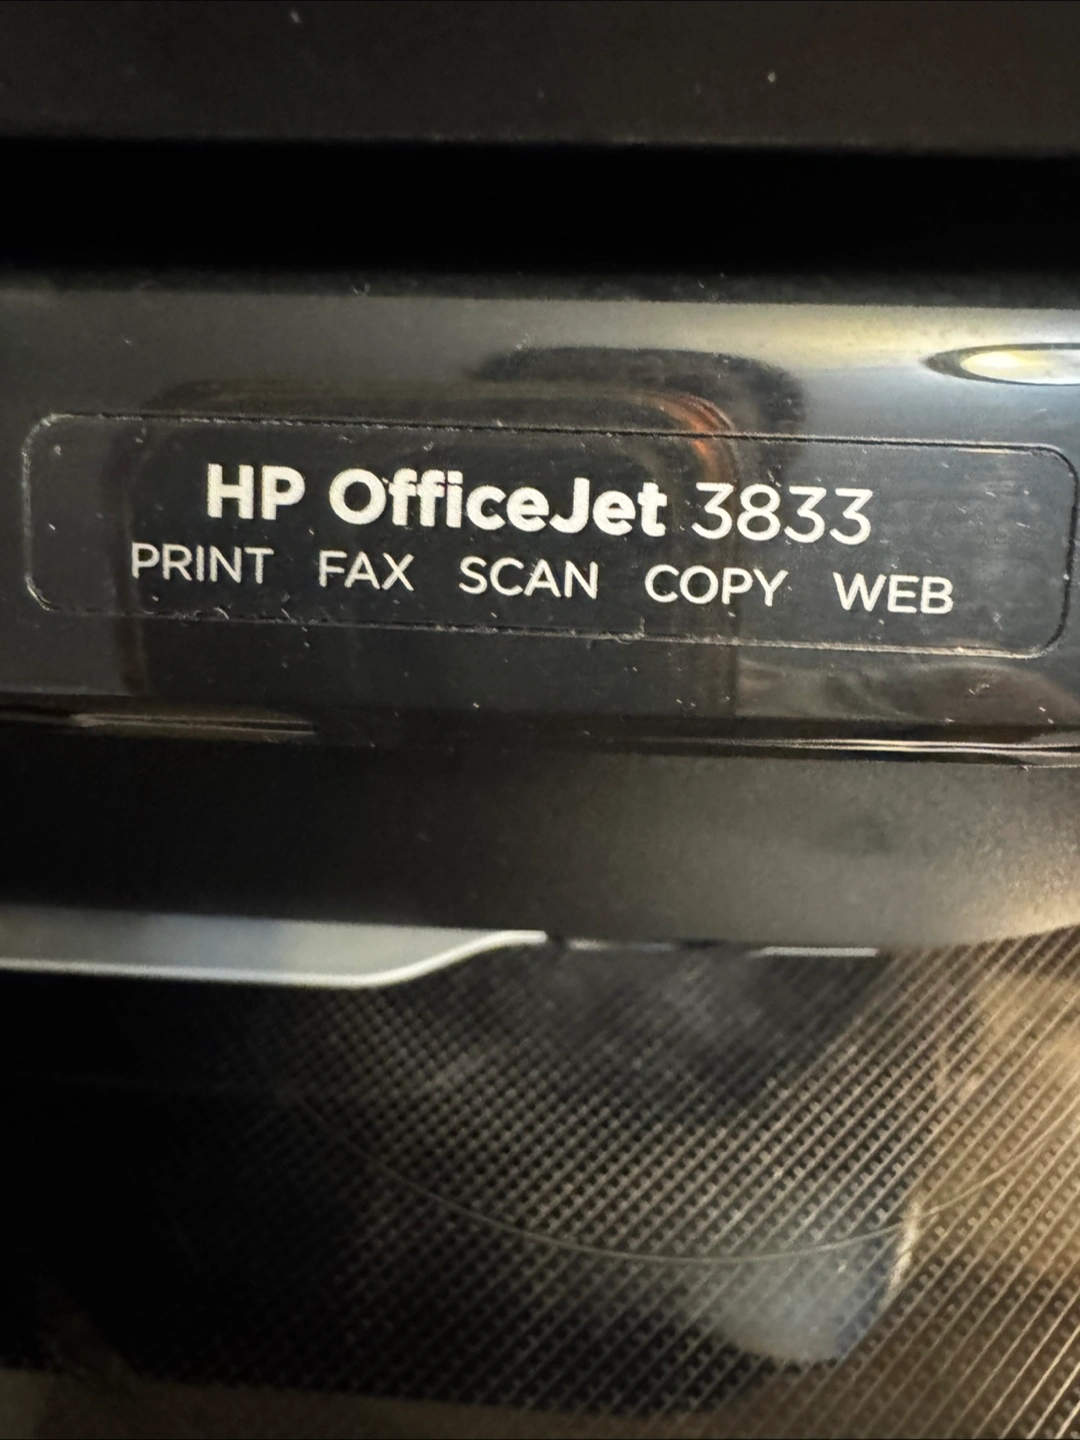 HP OfficeJet 3833
PRINT FAX SCAN COPY WEB